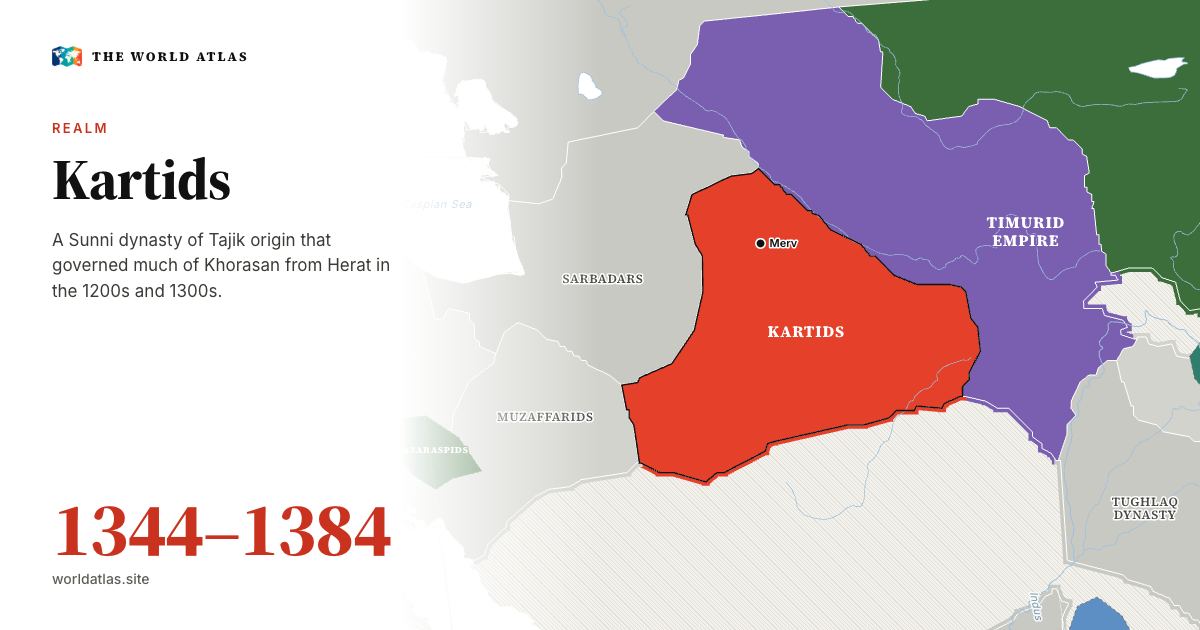 THE WORLD ATLAS
REALM
Kartids
A Sunni dynasty of Tajik origin that
governed much of Khorasan from Herat in
the 1200s and 1300s.
1344–1384
worldatlas.site
Caspian Sea
SARBADARS
MUZAFFARIDS
Merv
KARTIDS
TIMURID
EMPIRE
TUGHLAQ
DYNASTY
Indus